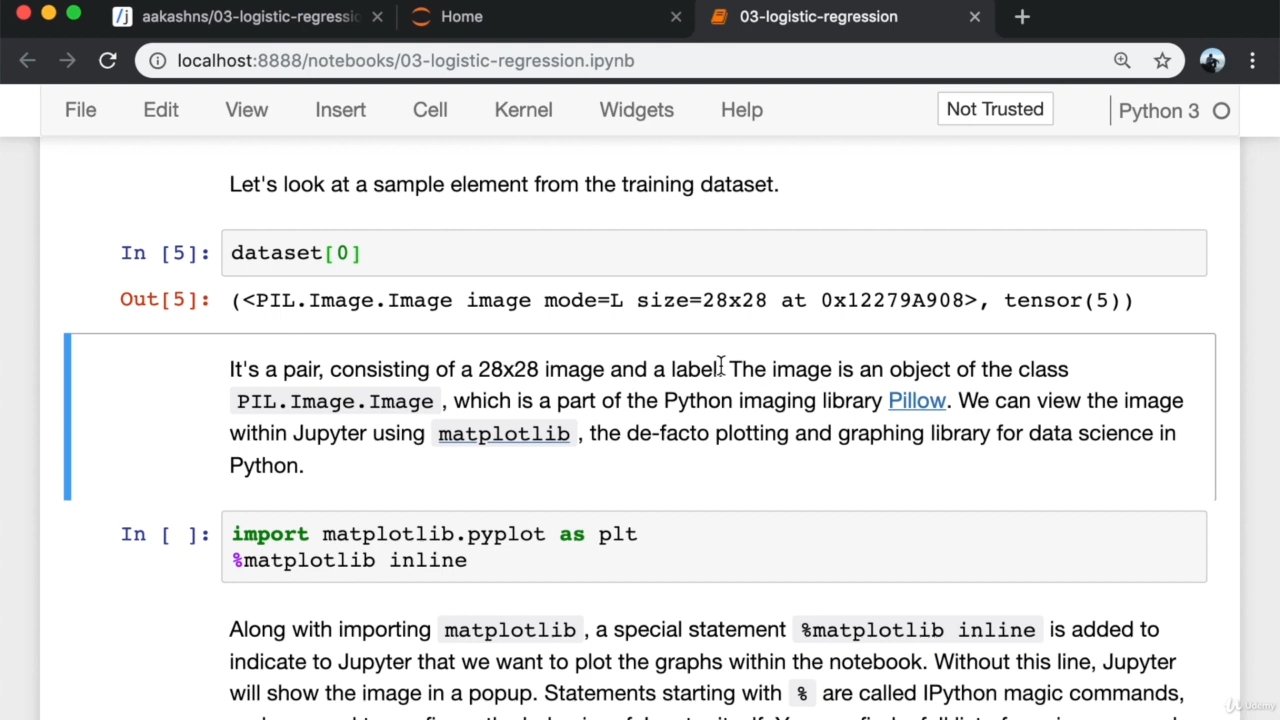 aakashns/03-logistic-regressio
Home
03-logistic-regression
localhost:8888/notebooks/03-logistic-regression.ipynb
File Edit View Insert Cell Kernel Widgets Help Not Trusted Python 3
Let's look at a sample element from the training dataset.
In [5]: dataset[0]
Out[5]: (<PIL.Image.Image image mode=L size=28x28 at 0x12279A908>, tensor(5))
It's a pair, consisting of a 28x28 image and a label. The image is an object of the class
PIL.Image.Image , which is a part of the Python imaging library Pillow. We can view the image
within Jupyter using matplotlib , the de-facto plotting and graphing library for data science in
Python.
In [ ]: import matplotlib.pyplot as plt
%matplotlib inline
Along with importing matplotlib , a special statement %matplotlib inline is added to
indicate to Jupyter that we want to plot the graphs within the notebook. Without this line, Jupyter
will show the image in a popup. Statements starting with % are called IPython magic commands,
Udemy